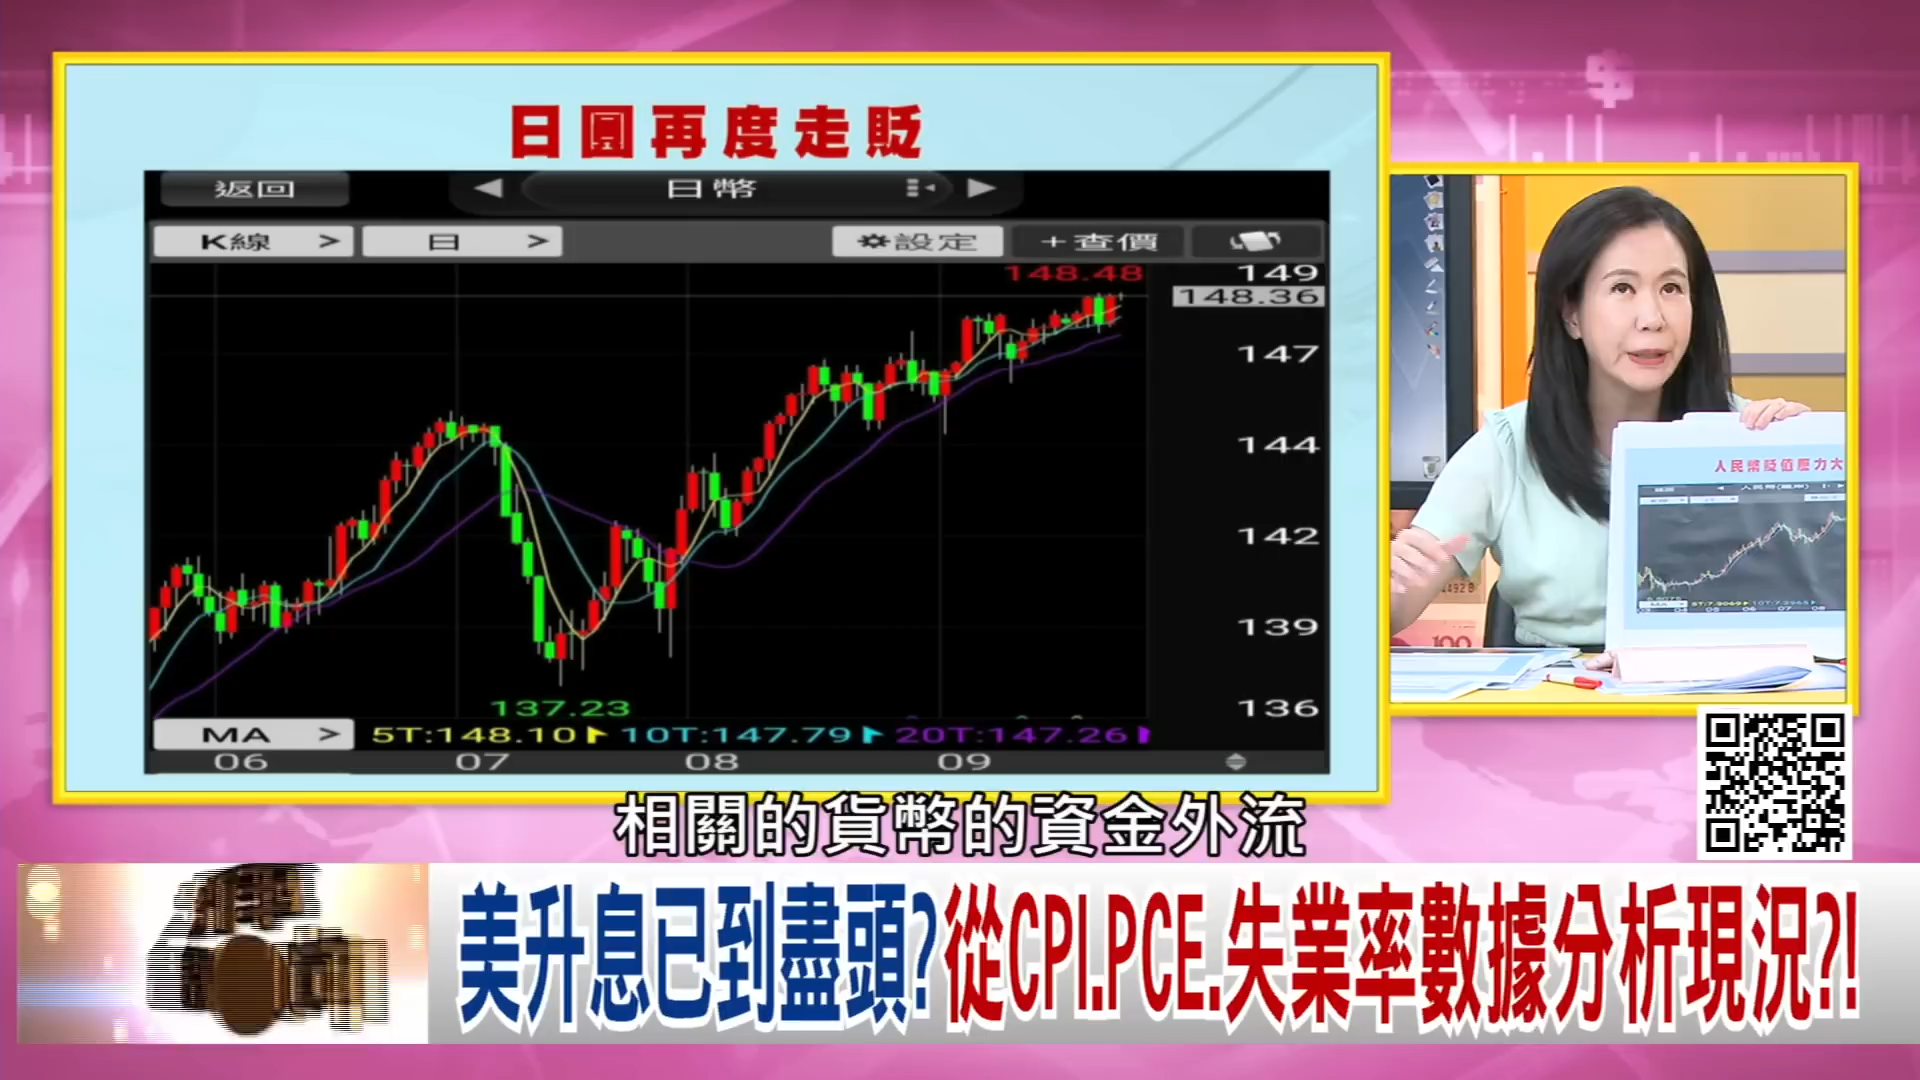 日圓再度走貶
返回
日幣
K線 >
日 >
設定
+查價
148.48
149
148.36
147
144
142
139
137.23
136
MA >
5T:148.10
10T:147.79
20T:147.26
06
07
08
09
人民幣貶值壓力大
相關的貨幣的資金外流
美升息已到盡頭?從CPI.PCE.失業率數據分析現況?!